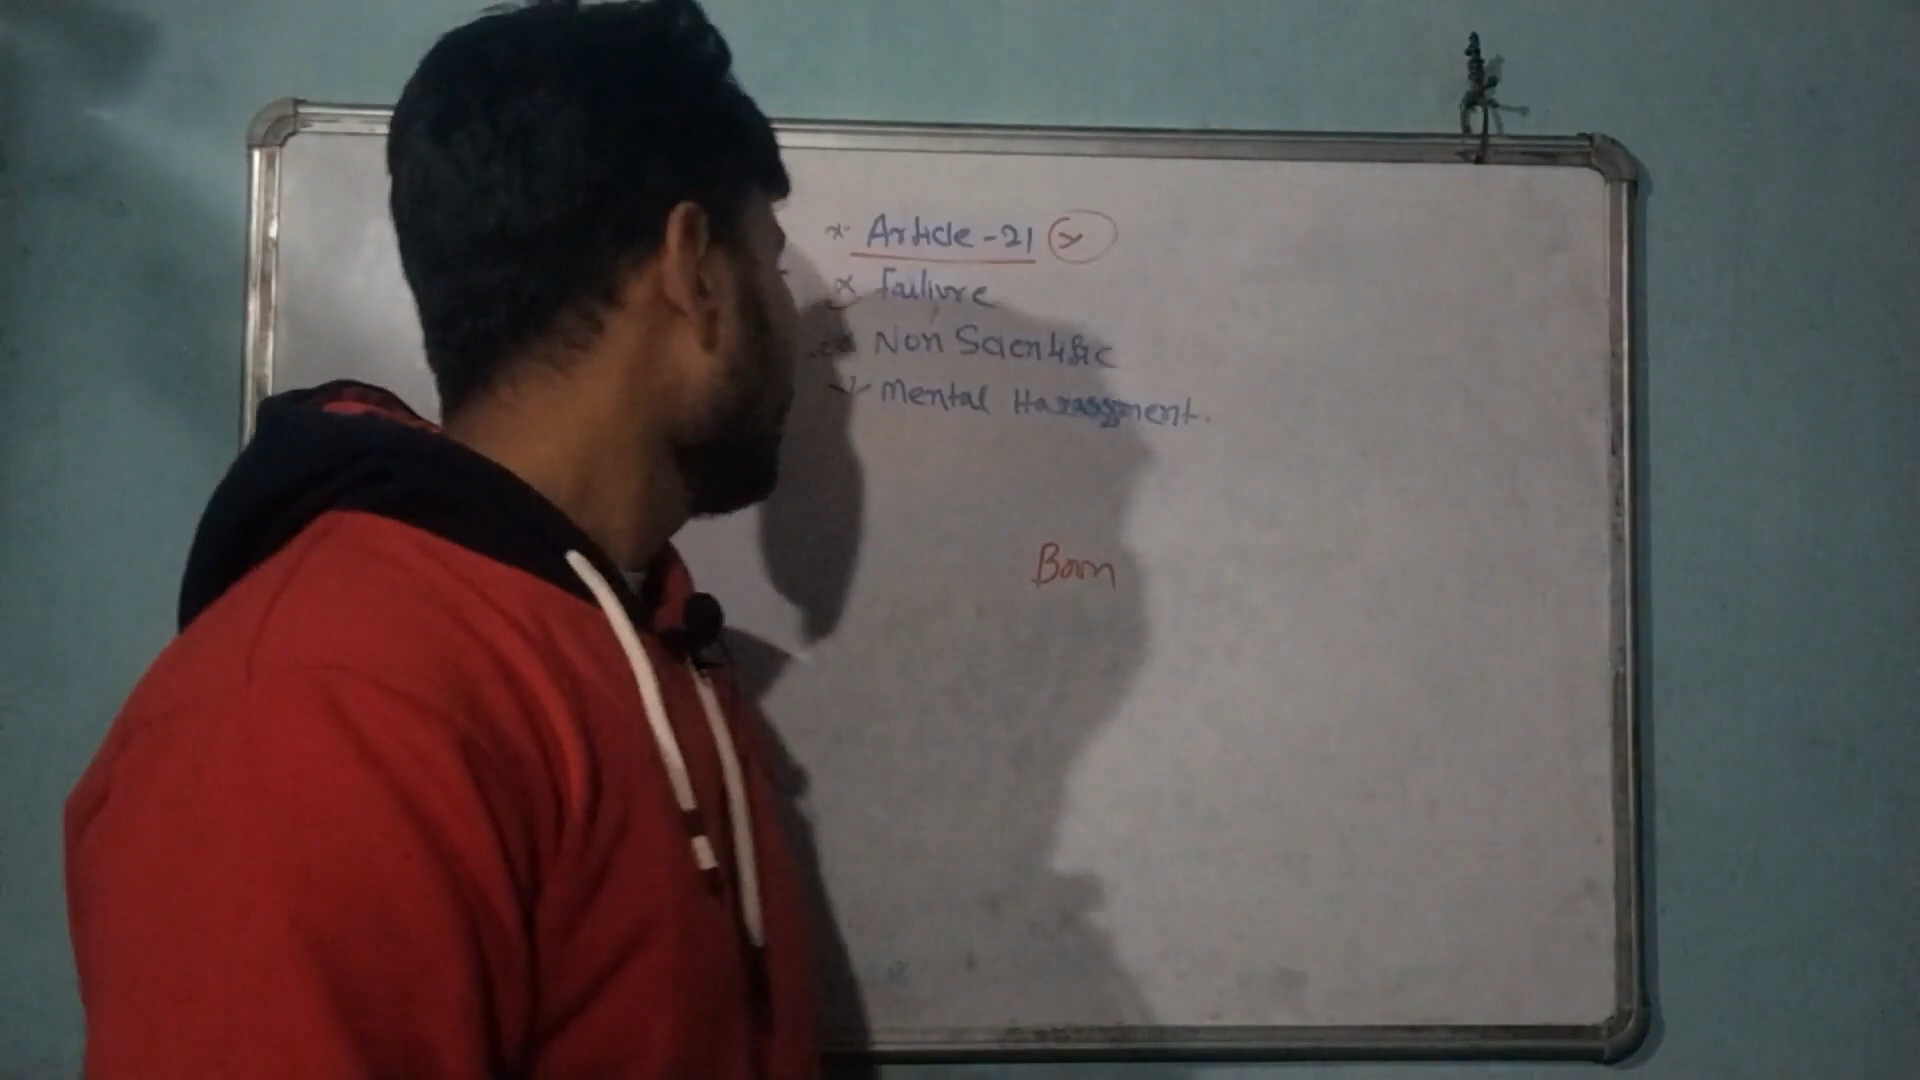 Article - 21
failure
Non Scientific
Mental Harassment.
Born